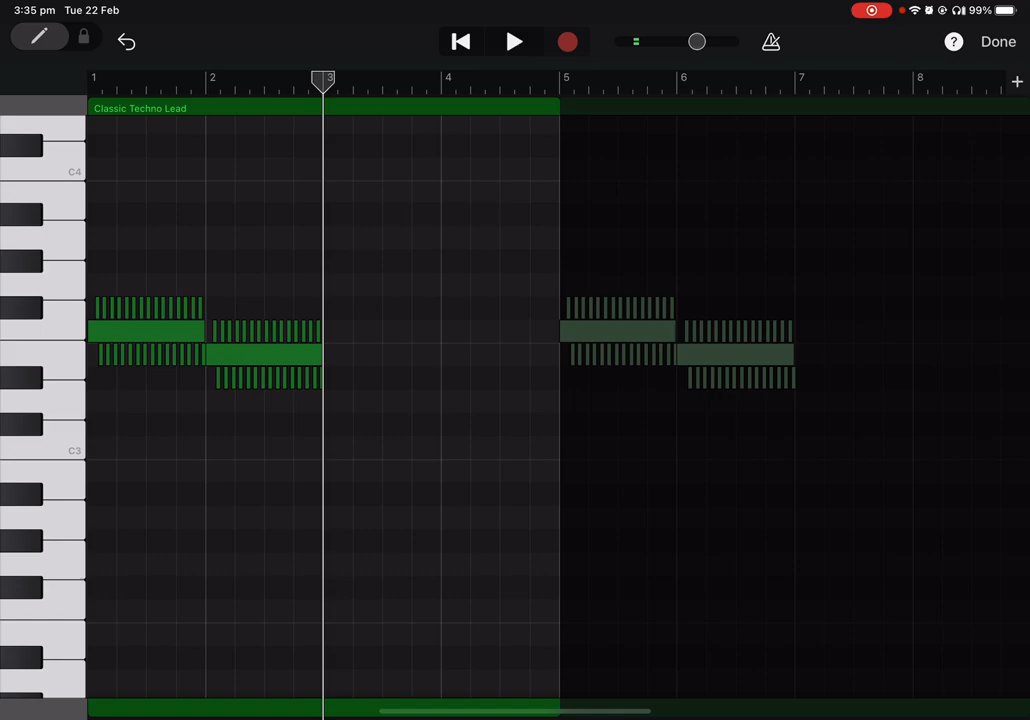 3:35 pm Tue 22 Feb 99%
? Done
1 2 3 4 5 6 7 8 +
Classic Techno Lead
C4
C3